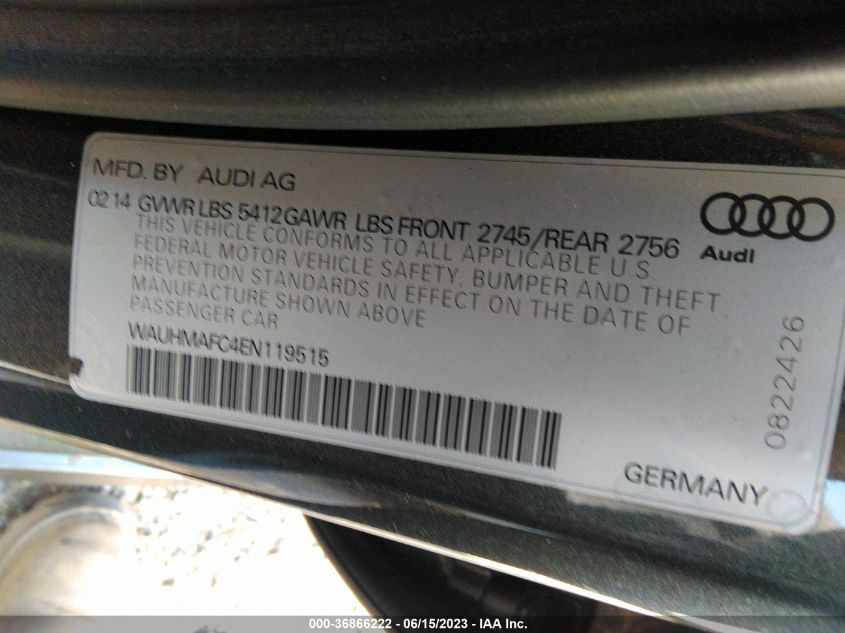 MFD. BY AUDI AG
02 14 GVWR LBS 5412 GAWR LBS FRONT 2745/REAR 2756
THIS VEHICLE CONFORMS TO ALL APPLICABLE U.S.
FEDERAL MOTOR VEHICLE SAFETY, BUMPER AND THEFT
PREVENTION STANDARDS IN EFFECT ON THE DATE OF
MANUFACTURE SHOWN ABOVE
PASSENGER CAR
WAUHMAFC4EN119515
Audi
0822426
GERMANY
000-36866222 - 06/15/2023 - IAA Inc.